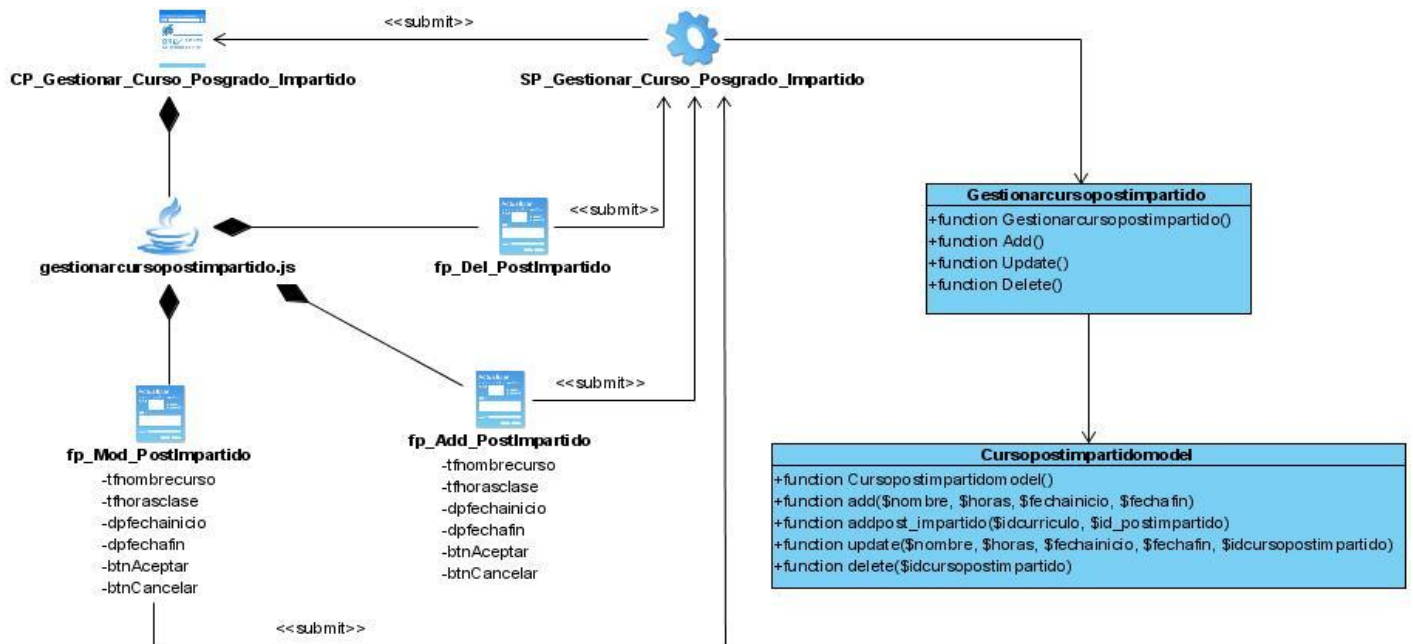 <<submit>>
CP_Gestionar_Curso_Posgrado_Impartido
SP_Gestionar_Curso_Posgrado_Impartido
Gestionarcursopostimpartido
+function Gestionarcursopostimpartido()
+function Add()
+function Update()
+function Delete()
<<submit>>
gestionarcursopostimpartido.js
fp_Del_PostImpartido
<<submit>>
fp_Mod_PostImpartido
-tfnombrecurso
-tfhorasclase
-dpfechainicio
-dpfechafin
-btnAceptar
-btnCancelar
fp_Add_PostImpartido
-tfnombrecurso
-tfhorasclase
-dpfechainicio
-dpfechafin
-btnAceptar
-btnCancelar
Cursopostimpartidomodel
+function Cursopostimpartidomodel()
+function add($nombre, $horas, $fechainicio, $fechafin)
+function addpost_impartido($idcurriculo, $id_postimpartido)
+function update($nombre, $horas, $fechainicio, $fechafin, $idcursopostimpartido)
+function delete($idcursopostimpartido)
<<submit>>